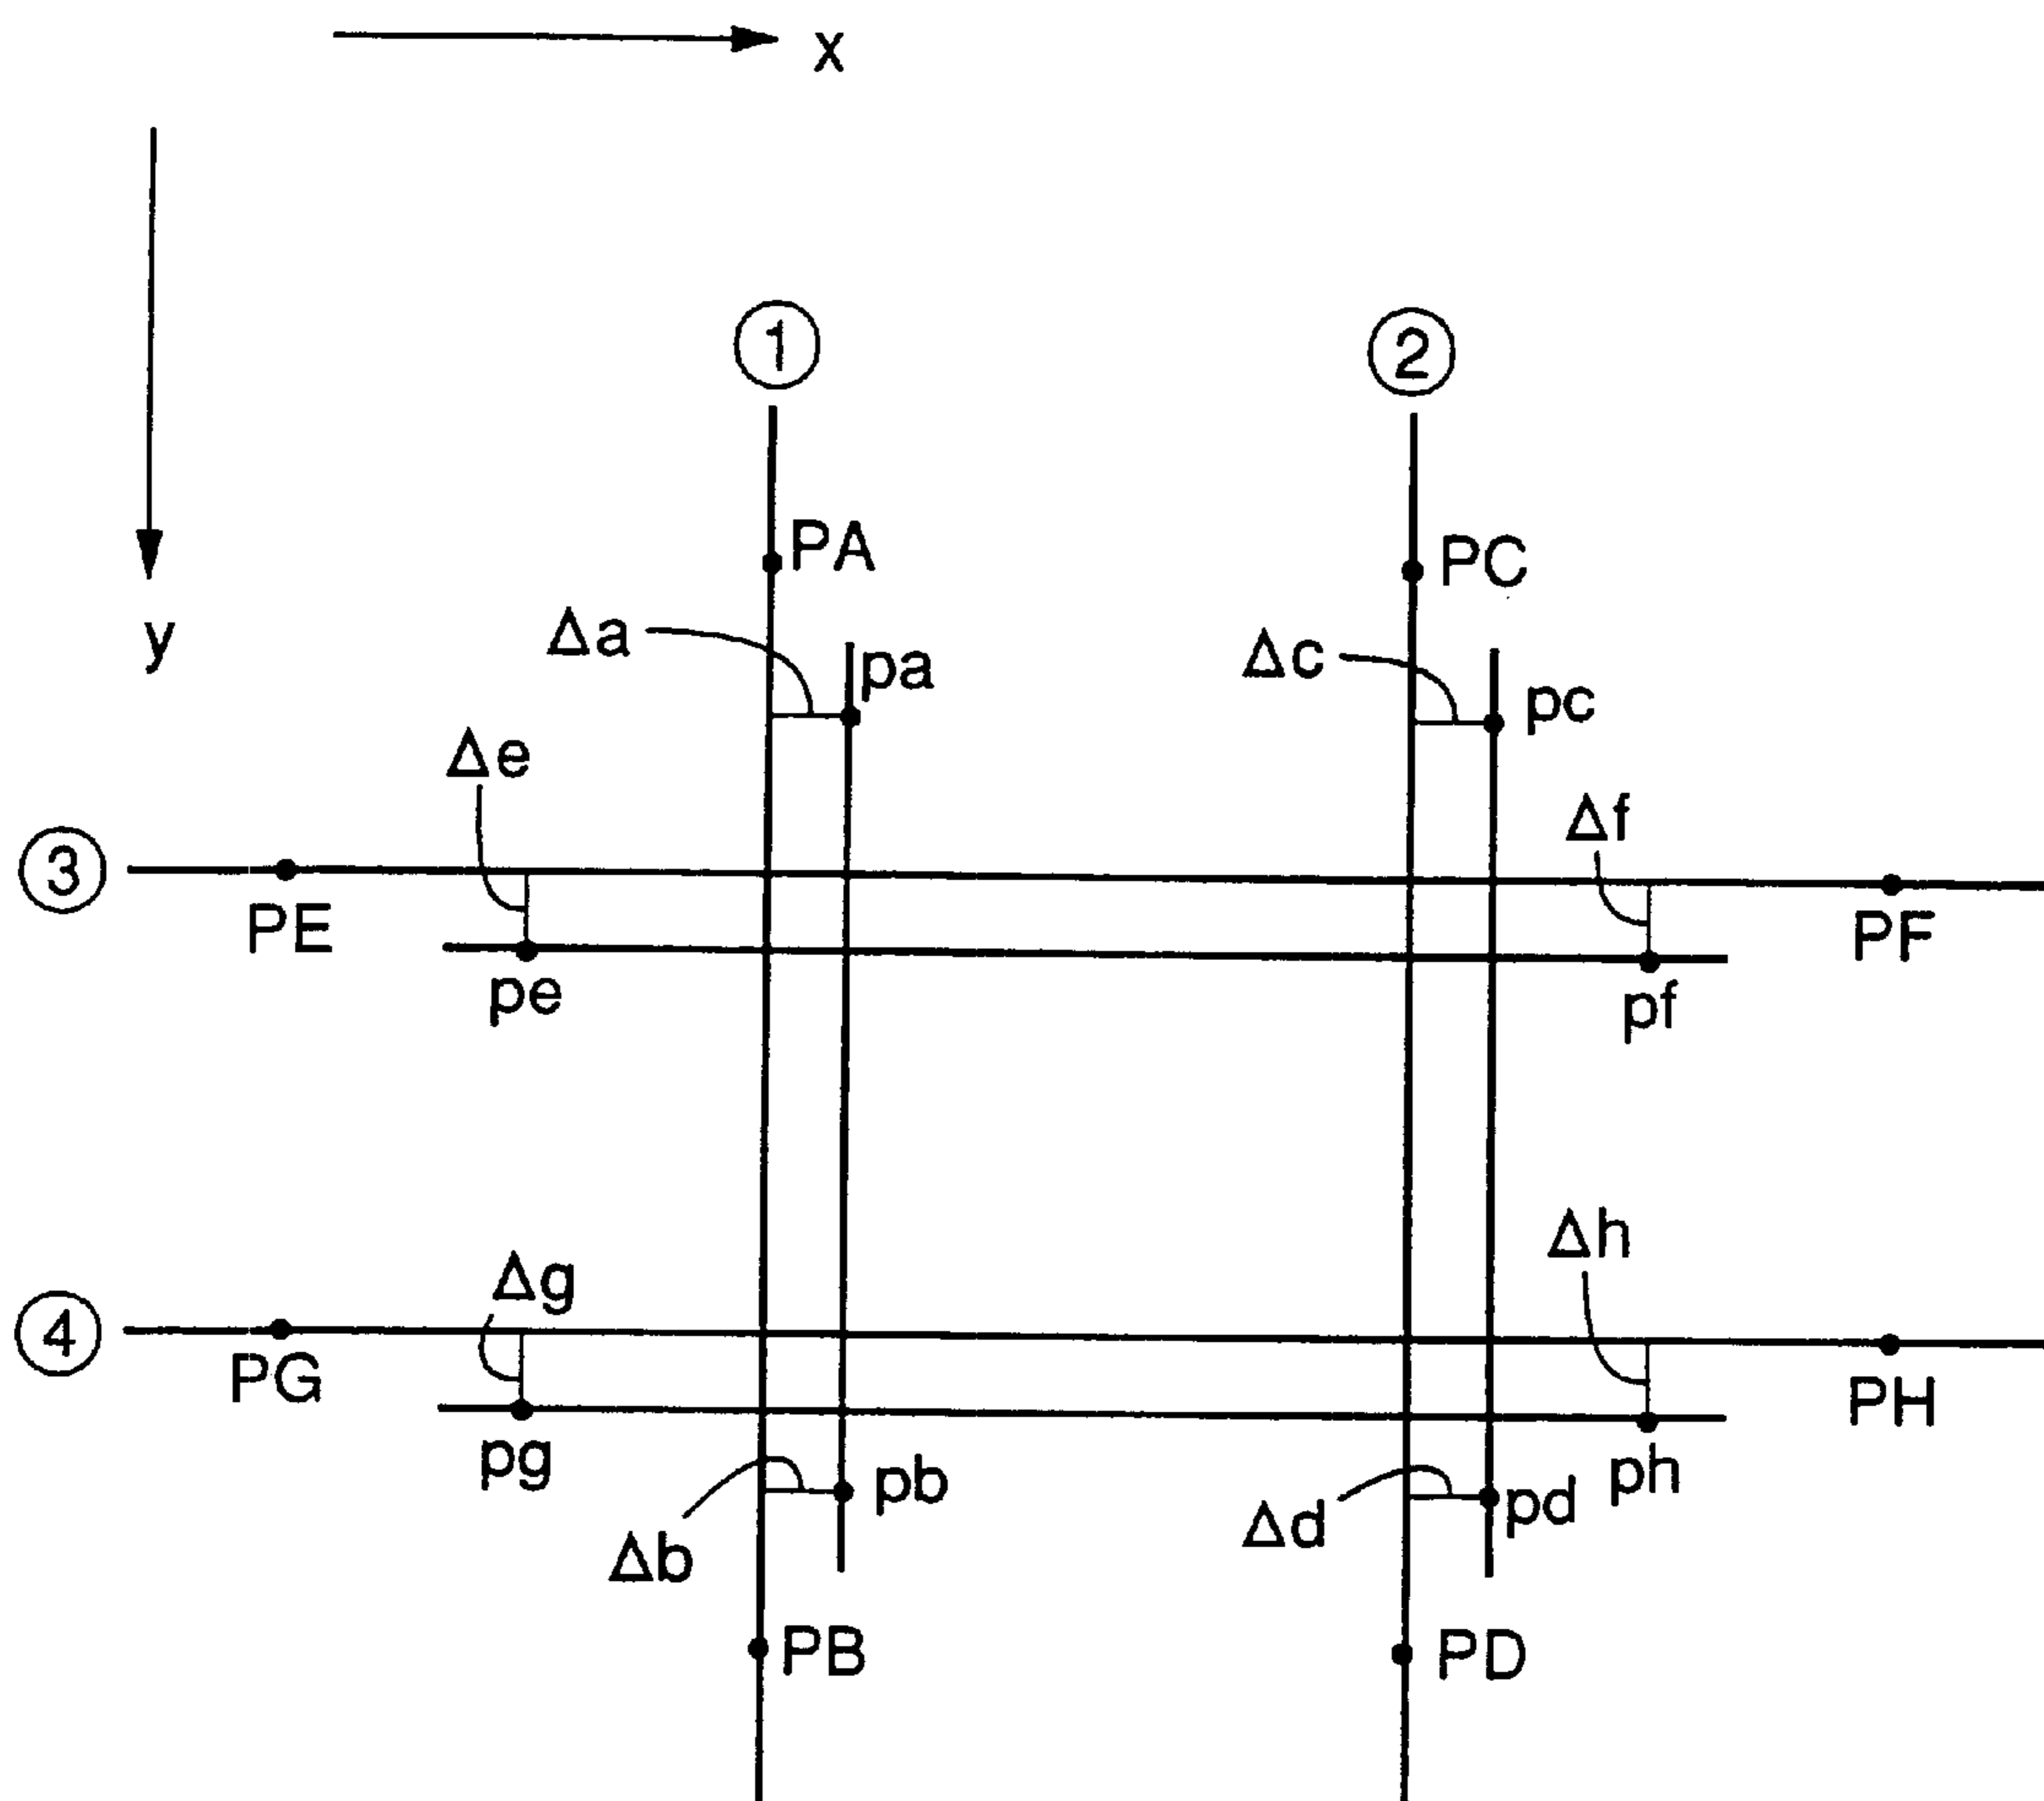 x
y
1
2
PA
PC
Δa
pa
Δc
pc
Δe
Δf
3
PE
PF
pe
pf
Δg
Δh
4
PG
PH
pg
pb
pd
ph
Δb
Δd
PB
PD